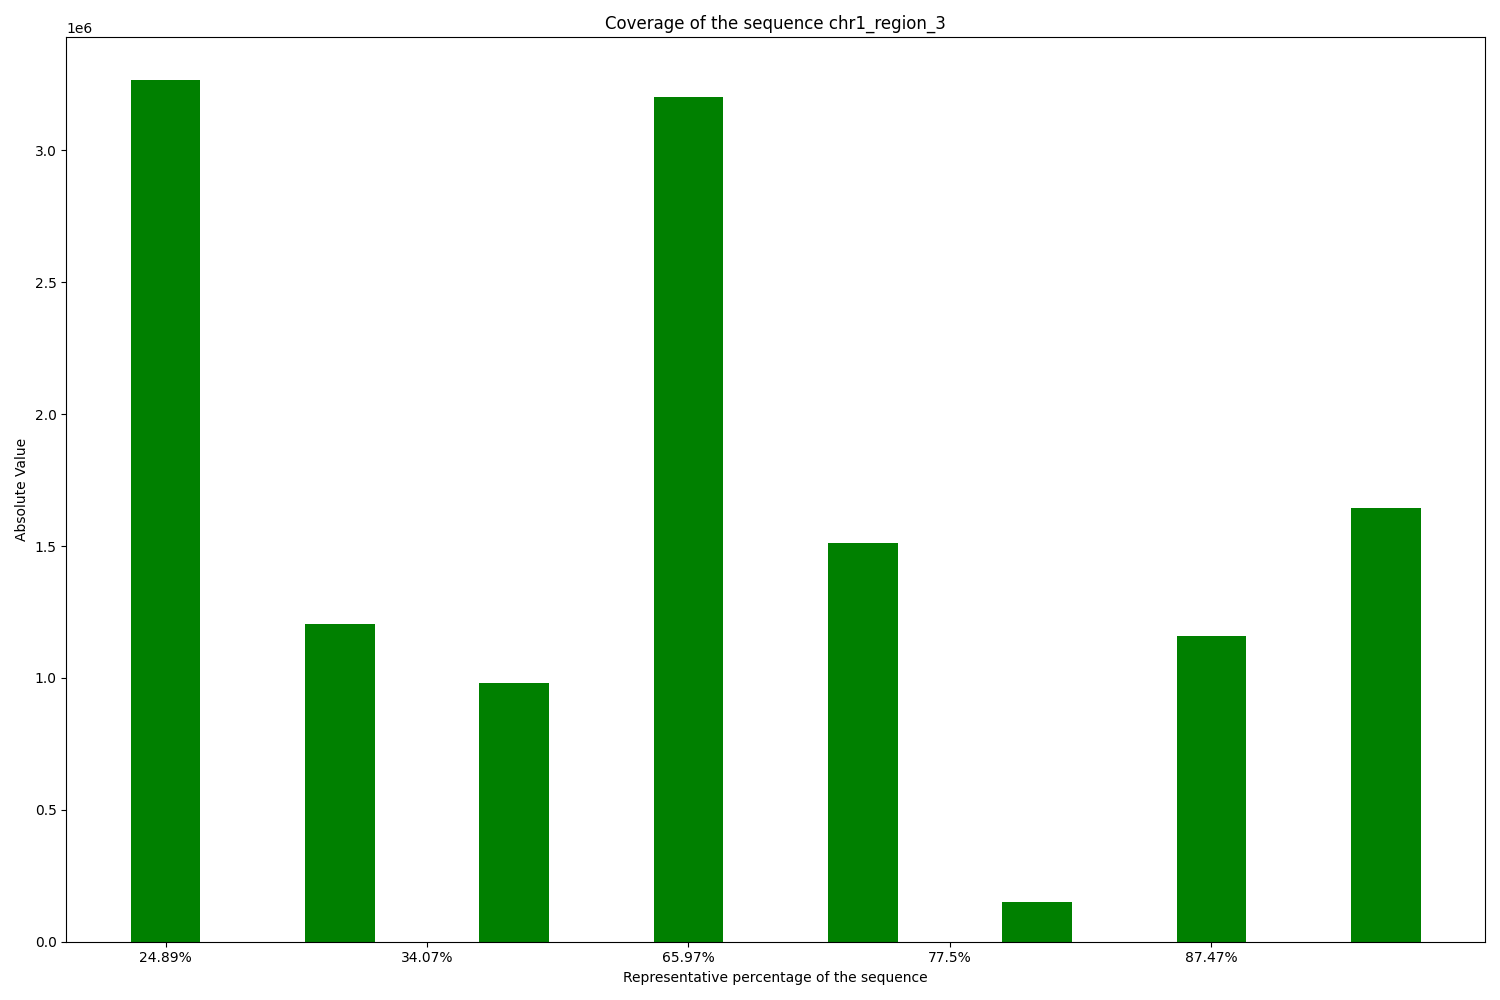 Coverage of the sequence chr1_region_3
1e6
3.0
2.5
2.0
1.5
1.0
0.5
0.0
Absolute Value
24.89% 34.07% 65.97% 77.5% 87.47%
Representative percentage of the sequence